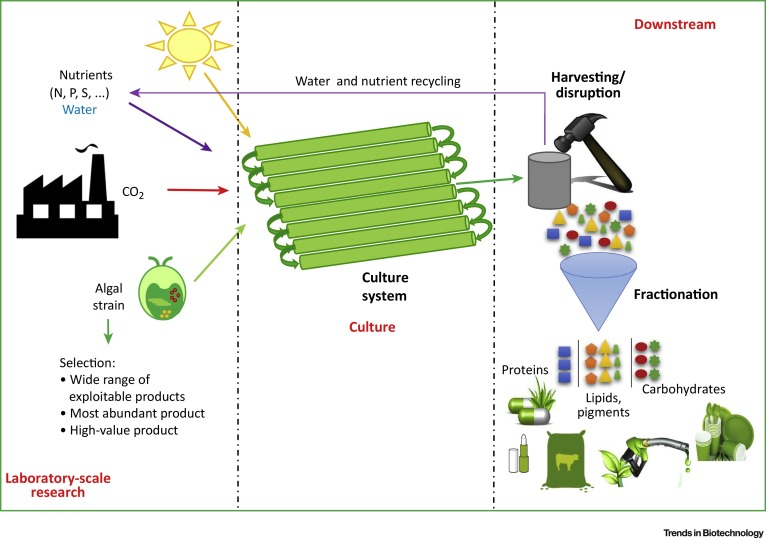 Downstream
Nutrients
(N, P, S, ...)
Water
Water and nutrient recycling
Harvesting/
disruption
CO2
Algal
strain
Culture
system
Culture
Fractionation
Selection:
• Wide range of
exploitable products
• Most abundant product
• High-value product
Proteins
Lipids,
pigments
Carbohydrates
Laboratory-scale
research
Trends in Biotechnology